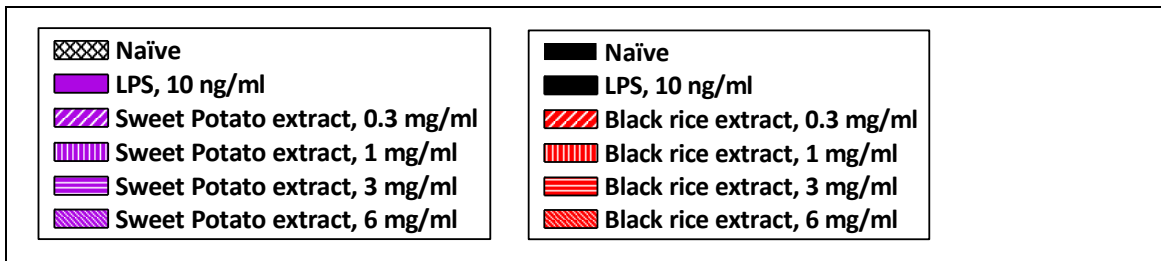 Naïve
LPS, 10 ng/ml
Sweet Potato extract, 0.3 mg/ml
Sweet Potato extract, 1 mg/ml
Sweet Potato extract, 3 mg/ml
Sweet Potato extract, 6 mg/ml
Naïve
LPS, 10 ng/ml
Black rice extract, 0.3 mg/ml
Black rice extract, 1 mg/ml
Black rice extract, 3 mg/ml
Black rice extract, 6 mg/ml